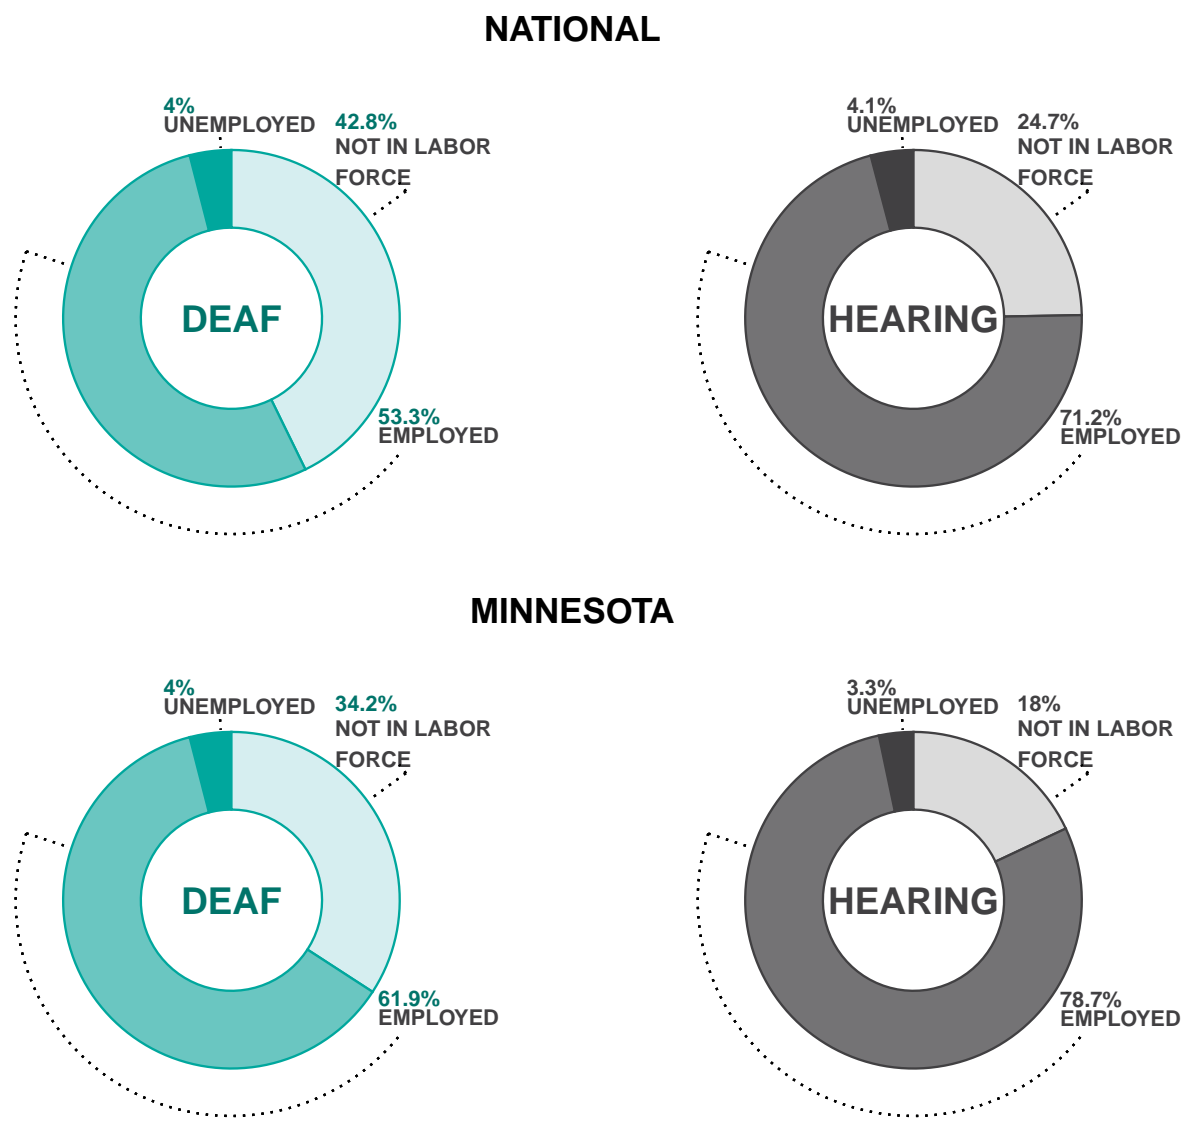 NATIONAL
4%
UNEMPLOYED
42.8%
NOT IN LABOR
FORCE
DEAF
53.3%
EMPLOYED
4.1%
UNEMPLOYED
24.7%
NOT IN LABOR
FORCE
HEARING
71.2%
EMPLOYED
MINNESOTA
4%
UNEMPLOYED
34.2%
NOT IN LABOR
FORCE
DEAF
61.9%
EMPLOYED
3.3%
UNEMPLOYED
18%
NOT IN LABOR
FORCE
HEARING
78.7%
EMPLOYED